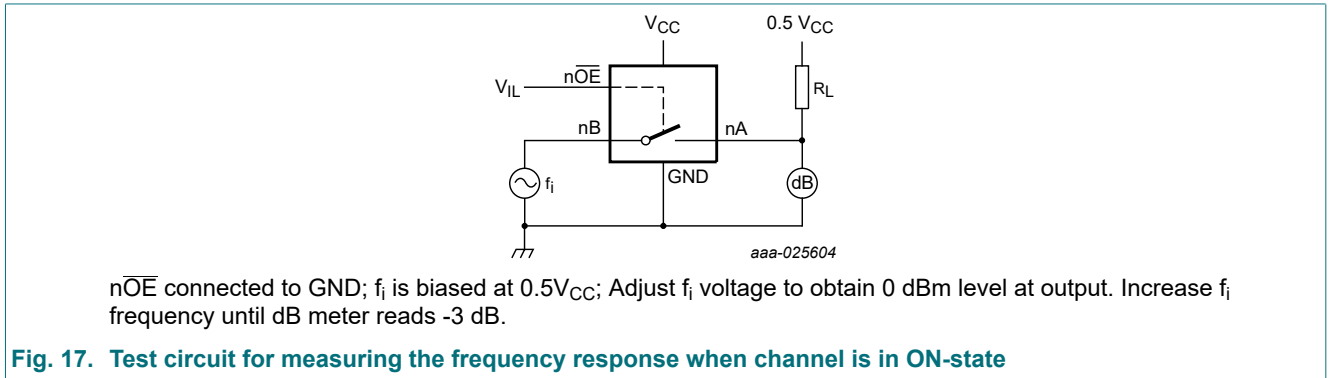 VCC
0.5 VCC
nO̅E̅
VIL
RL
nB
nA
fi
GND
dB
aaa-025604
nO̅E̅ connected to GND; fi is biased at 0.5VCC; Adjust fi voltage to obtain 0 dBm level at output. Increase fi
frequency until dB meter reads -3 dB.
Fig. 17. Test circuit for measuring the frequency response when channel is in ON-state